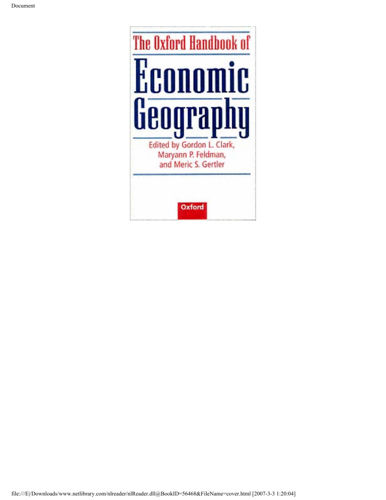 Document
The Oxford Handbook of
Economic
Geography
Edited by Gordon L. Clark,
Maryann P. Feldman,
and Meric S. Gertler
Oxford
file:///E|/Downloads/www.netlibrary.com/nlreader/nlReader.dll@BookID=56468&FileName=cover.html [2007-3-3 1:20:04]